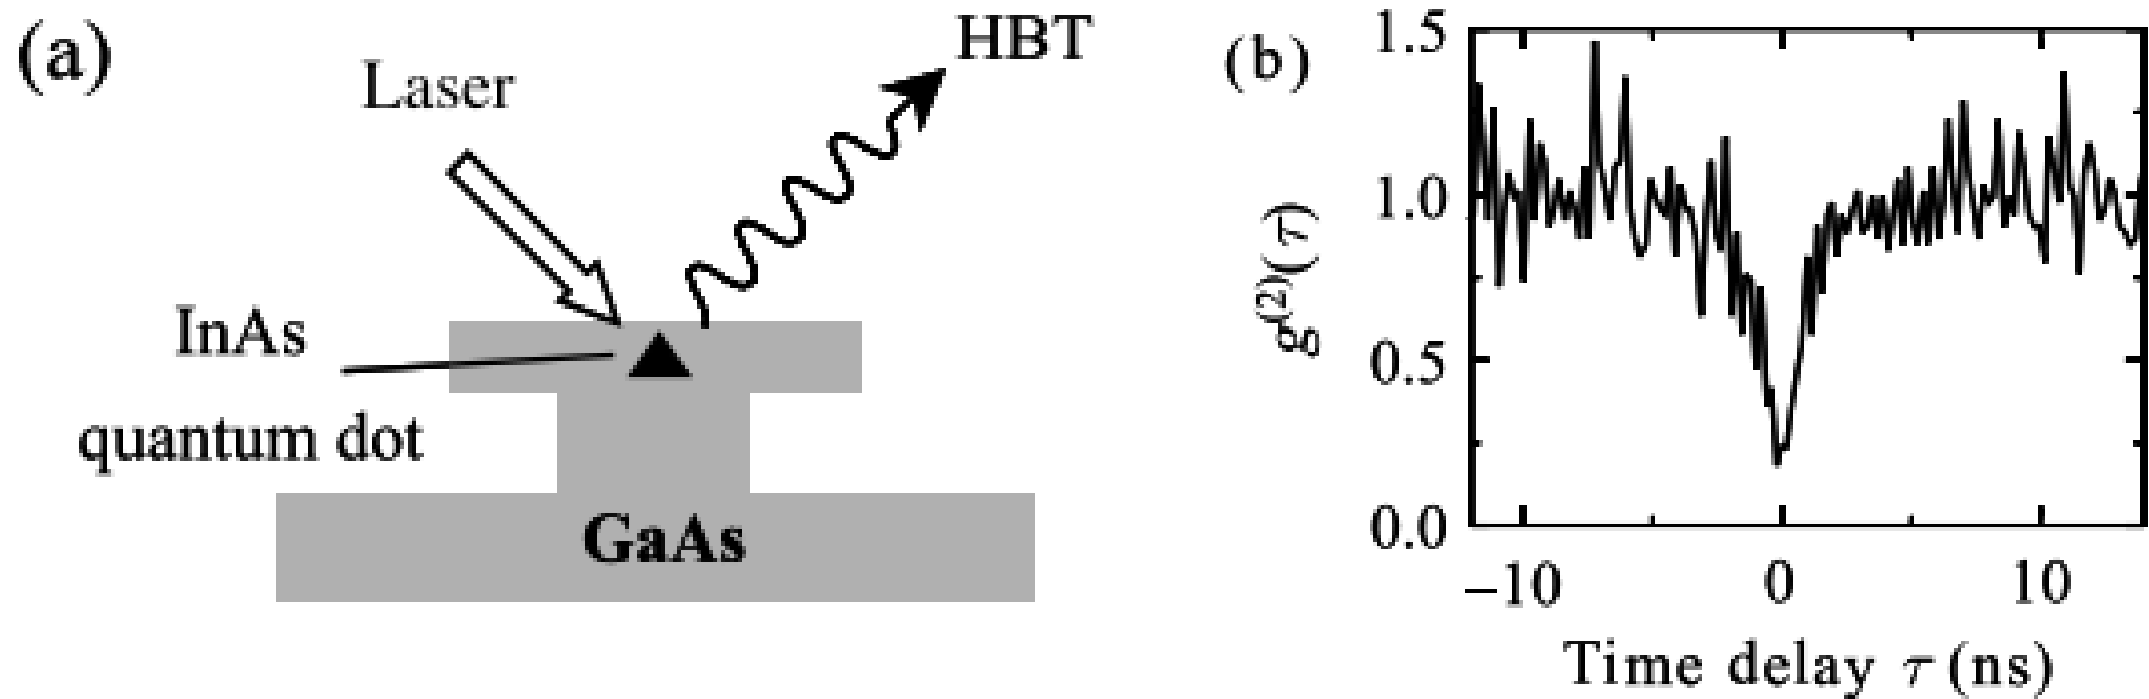 (a)
Laser
HBT
InAs
quantum dot
GaAs
(b)
1.5
1.0
0.5
0.0
g(2)(τ)
–10 0 10
Time delay τ (ns)